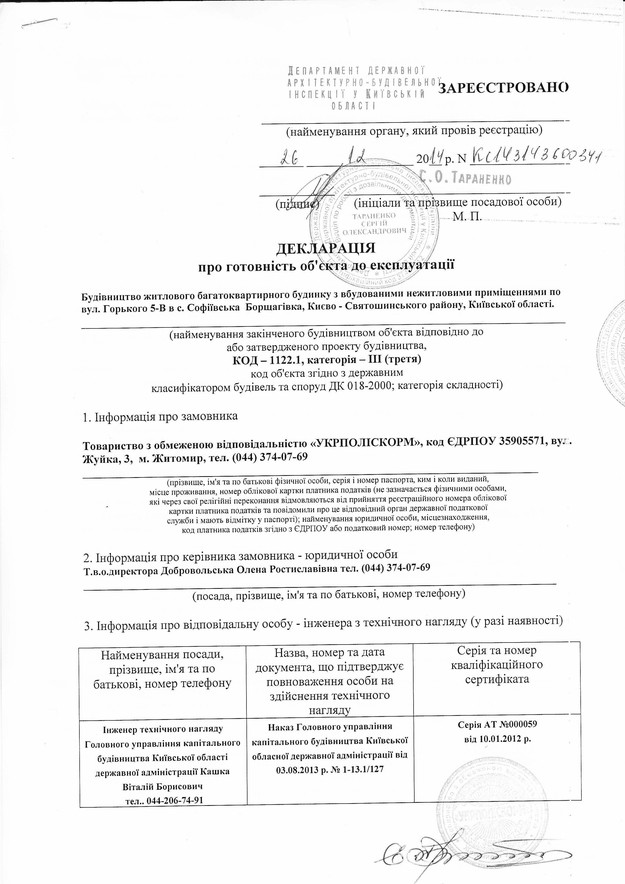 ДЕПАРТАМЕНТ ДЕРЖАВНОЇ
АРХІТЕКТУРНО-БУДІВЕЛЬНОЇ
ІНСПЕКЦІЇ У КИЇВСЬКІЙ
ОБЛАСТІ
ЗАРЕЄСТРОВАНО
(найменування органу, який провів реєстрацію)
26 12 2014 р. N КС143143600341
С.О.ТАРАНЕНКО
(підпис) (ініціали та прізвище посадової особи)
М. П.
ТАРАНЕНКО
СЕРГІЙ
ОЛЕКСАНДРОВИЧ
ДЕКЛАРАЦІЯ
про готовність об'єкта до експлуатації
Будівництво житлового багатоквартирного будинку з вбудованими нежитловими приміщеннями по
вул. Горького 5-В в с. Софіївська Борщагівка, Києво - Святошинського району, Київської області.
(найменування закінченого будівництвом об'єкта відповідно до
або затвердженого проекту будівництва,
КОД – 1122.1, категорія – III (третя)
код об'єкта згідно з державним
класифікатором будівель та споруд ДК 018-2000; категорія складності)
1. Інформація про замовника
Товариство з обмеженою відповідальністю «УКРПОЛІСКОРМ», код ЄДРПОУ 35905571, вул.
Жуйка, 3, м. Житомир, тел. (044) 374-07-69
(прізвище, ім'я та по батькові фізичної особи, серія і номер паспорта, ким і коли виданий,
місце проживання, номер облікової картки платника податків (не зазначається фізичними особами,
які через свої релігійні переконання відмовляються від прийняття реєстраційного номера облікової
картки платника податків та повідомили про це відповідний орган державної податкової
служби і мають відмітку у паспорті); найменування юридичної особи, місцезнаходження,
код платника податків згідно з ЄДРПОУ або податковий номер; номер телефону)
2. Інформація про керівника замовника - юридичної особи
Т.в.о.директора Добровольська Олена Ростиславівна тел. (044) 374-07-69
(посада, прізвище, ім'я та по батькові, номер телефону)
3. Інформація про відповідальну особу - інженера з технічного нагляду (у разі наявності)
Найменування посади,
прізвище, ім'я та по
батькові, номер телефону
Назва, номер та дата
документа, що підтверджує
повноваження особи на
здійснення технічного
нагляду
Серія та номер
кваліфікаційного
сертифіката
Інженер технічного нагляду
Головного управління капітального
будівництва Київської області
державної адміністрації Кашка
Віталій Борисович
тел.. 044-206-74-91
Наказ Головного управління
капітального будівництва Київської
обласної державної адміністрації від
03.08.2013 р. № 1-13.1/127
Серія АТ №000059
від 10.01.2012 р.